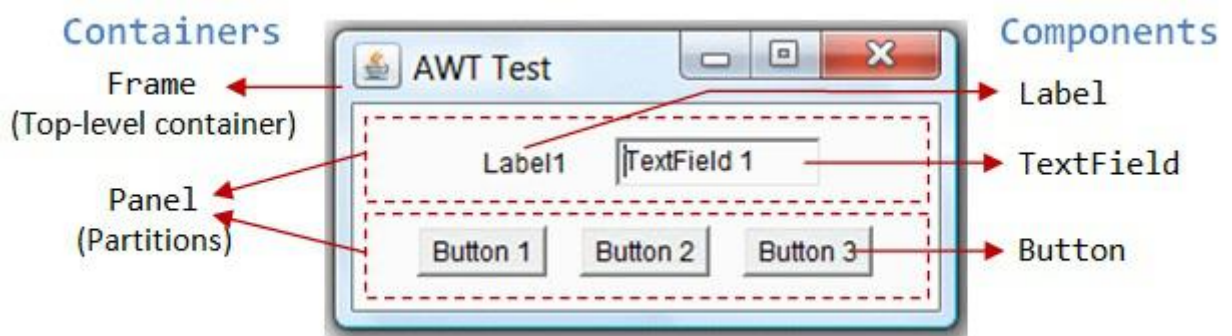 Containers
Components
AWT Test
Frame
(Top-level container)
Label
Label1
TextField 1
TextField
Panel
(Partitions)
Button 1
Button 2
Button 3
Button